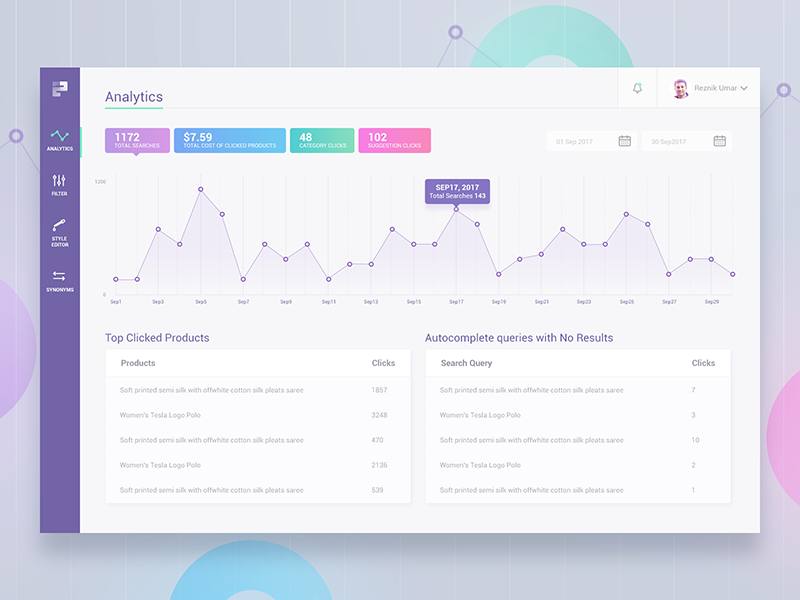 Analytics
Reznik Umar
1172
TOTAL SEARCHES
$7.59
TOTAL COST OF CLICKED PRODUCTS
48
CATEGORY CLICKS
102
SUGGESTION CLICKS
01 Sep 2017
30 Sep2017
ANALYTICS
FILTER
STYLE
EDITOR
SYNONYMS
1200
SEP17, 2017
Total Searches 143
0
Sep1 Sep3 Sep5 Sep7 Sep9 Sep11 Sep13 Sep15 Sep17 Sep19 Sep21 Sep23 Sep25 Sep27 Sep29
Top Clicked Products
Products Clicks
Soft printed semi silk with offwhite cotton silk pleats saree 1857
Women's Tesla Logo Polo 3248
Soft printed semi silk with offwhite cotton silk pleats saree 470
Women's Tesla Logo Polo 2136
Soft printed semi silk with offwhite cotton silk pleats saree 539
Autocomplete queries with No Results
Search Query Clicks
Soft printed semi silk with offwhite cotton silk pleats saree 7
Women's Tesla Logo Polo 3
Soft printed semi silk with offwhite cotton silk pleats saree 10
Women's Tesla Logo Polo 2
Soft printed semi silk with offwhite cotton silk pleats saree 1